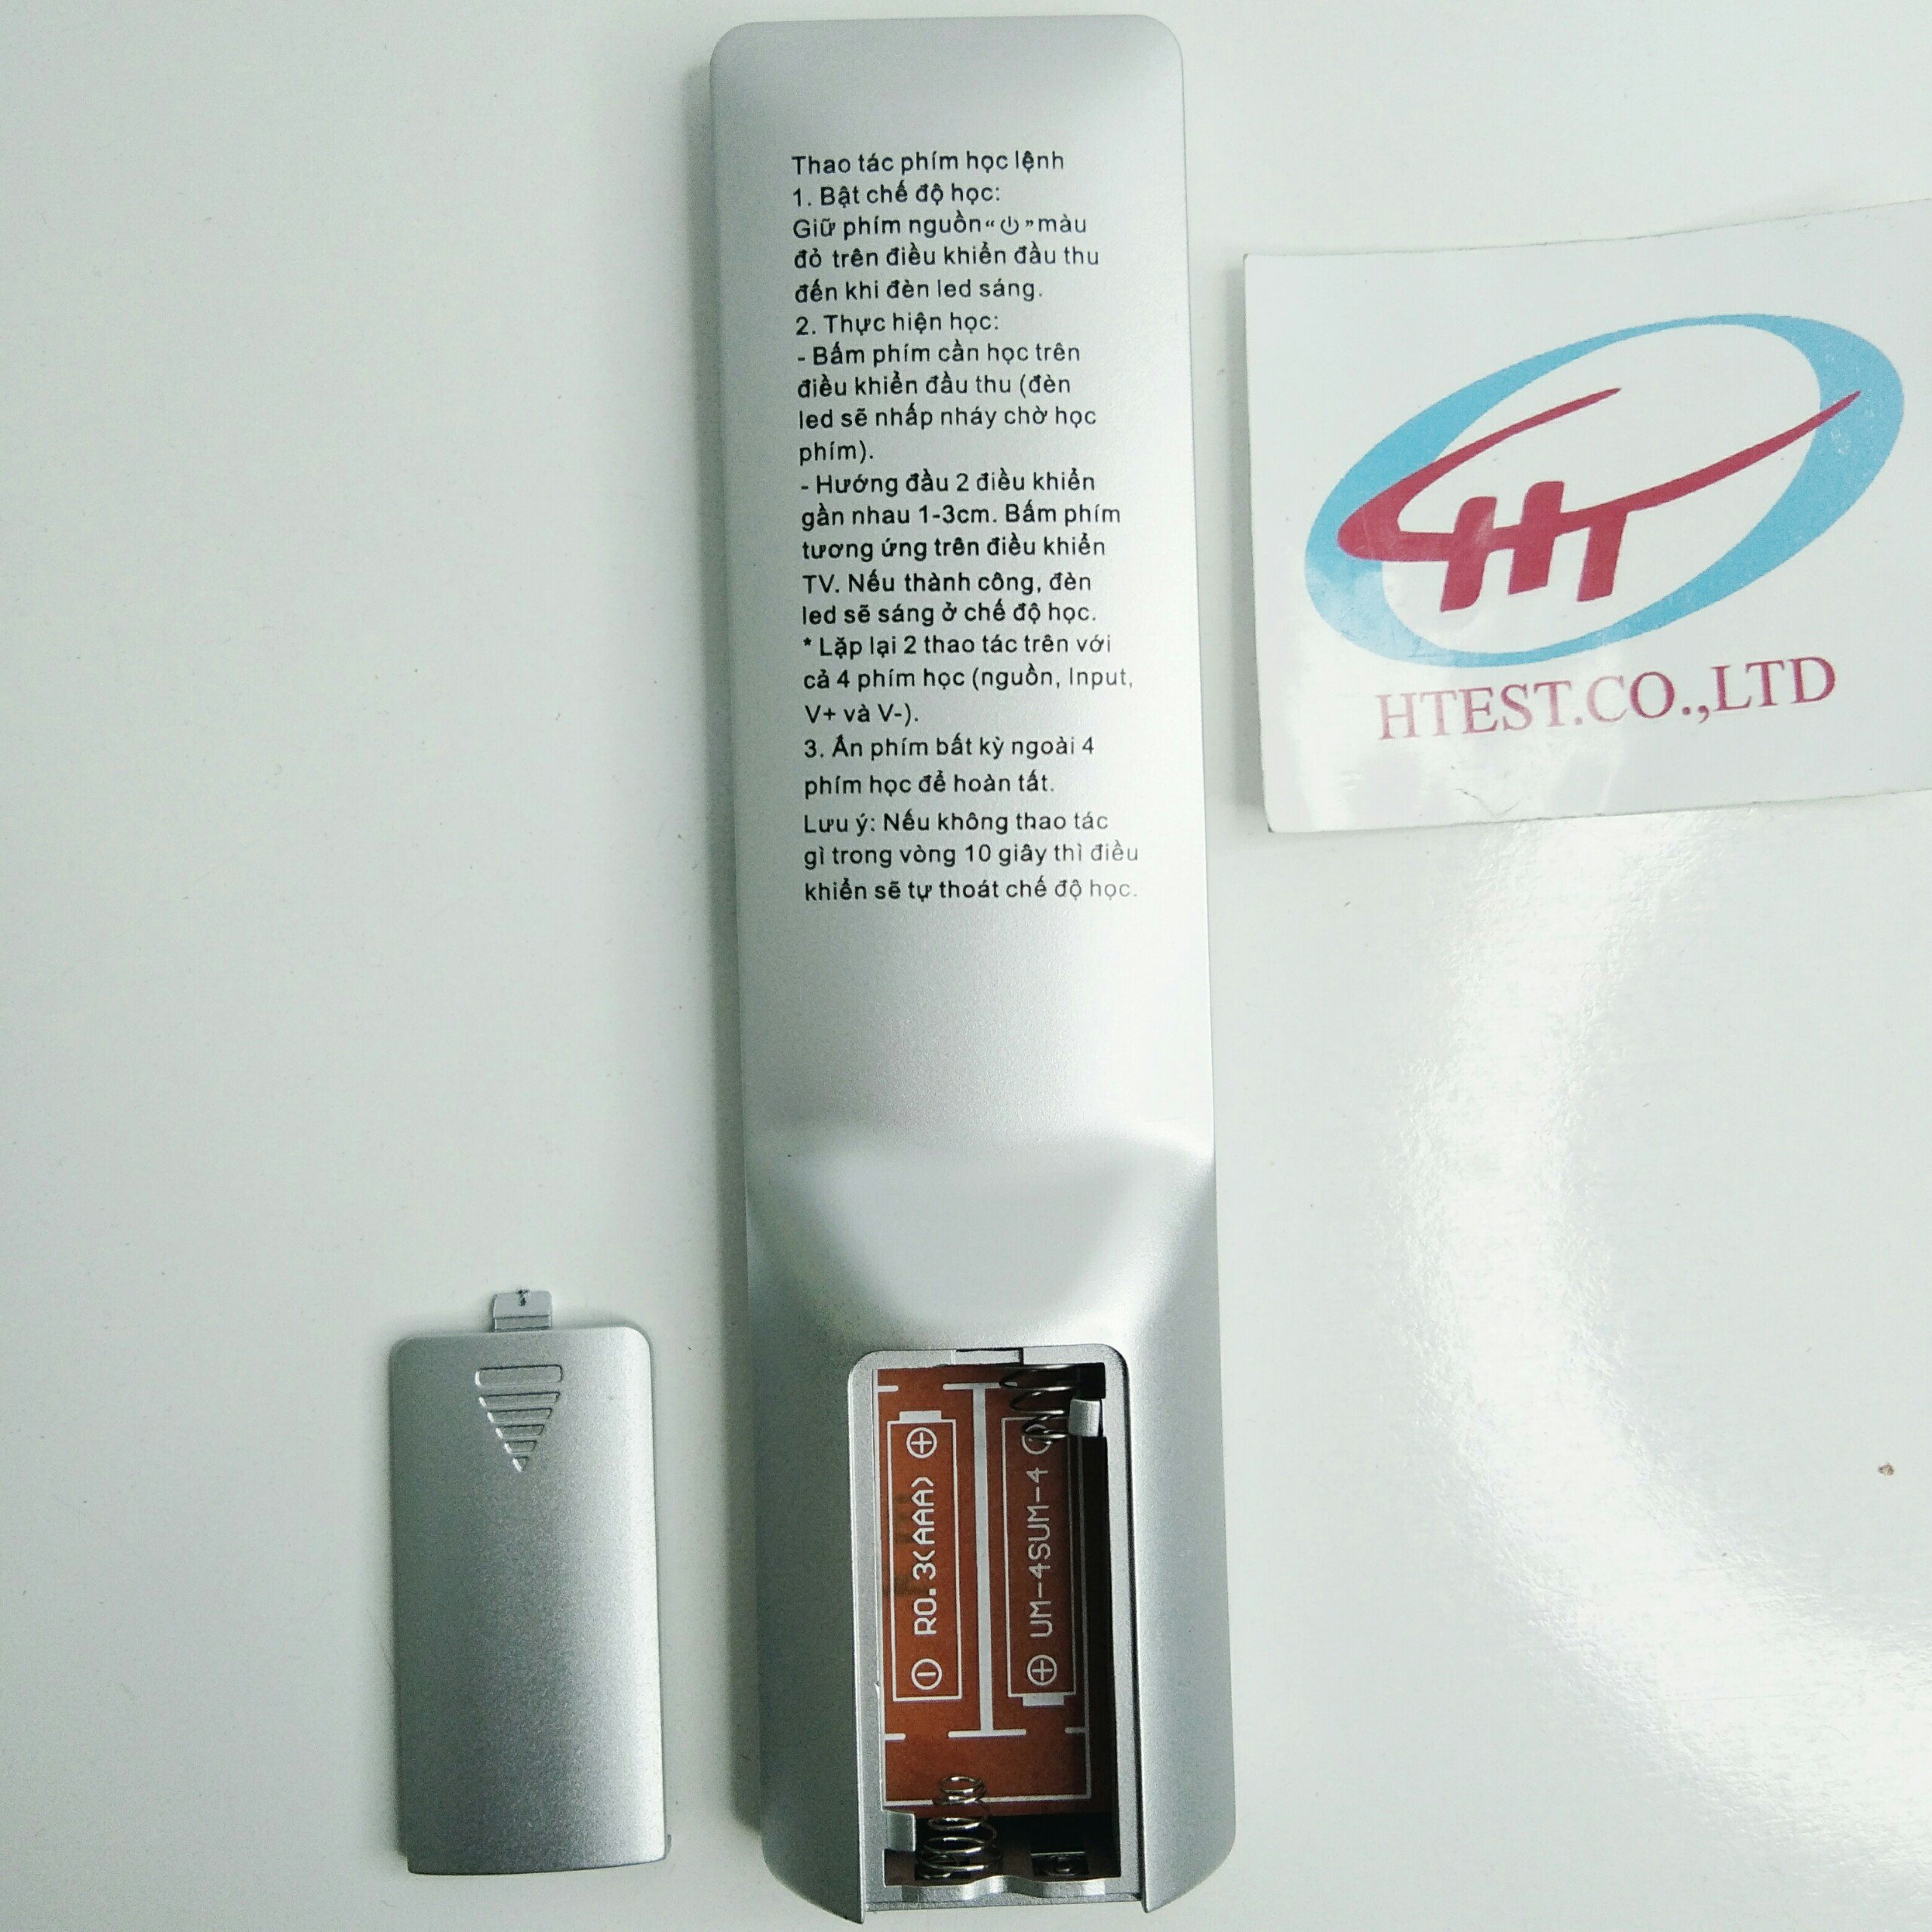 Thao tác phím học lệnh
1. Bật chế độ học:
Giữ phím nguồn“⏻”màu
đỏ trên điều khiển đầu thu
đến khi đèn led sáng.
2. Thực hiện học:
- Bấm phím cần học trên
điều khiển đầu thu (đèn
led sẽ nhấp nháy chờ học
phím).
- Hướng đầu 2 điều khiển
gần nhau 1-3cm. Bấm phím
tương ứng trên điều khiển
TV. Nếu thành công, đèn
led sẽ sáng ở chế độ học.
* Lặp lại 2 thao tác trên với
cả 4 phím học (nguồn, Input,
V+ và V-).
3. Ấn phím bất kỳ ngoài 4
phím học để hoàn tất.
Lưu ý: Nếu không thao tác
gì trong vòng 10 giây thì điều
khiển sẽ tự thoát chế độ học.
HT
HTEST.CO.,LTD
RO.3(AAA)
UM-4SUM-4